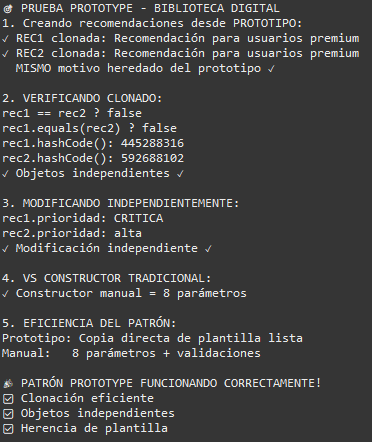 🎯 PRUEBA PROTOTYPE - BIBLIOTECA DIGITAL
1. Creando recomendaciones desde PROTOTIPO:
✓ REC1 clonada: Recomendación para usuarios premium
✓ REC2 clonada: Recomendación para usuarios premium
  MISMO motivo heredado del prototipo ✓

2. VERIFICANDO CLONADO:
rec1 == rec2 ? false
rec1.equals(rec2) ? false
rec1.hashCode(): 445288316
rec2.hashCode(): 592688102
✓ Objetos independientes ✓

3. MODIFICANDO INDEPENDIENTEMENTE:
rec1.prioridad: CRITICA
rec2.prioridad: alta
✓ Modificación independiente ✓

4. VS CONSTRUCTOR TRADICIONAL:
✓ Constructor manual = 8 parámetros

5. EFICIENCIA DEL PATRÓN:
Prototipo: Copia directa de plantilla lista
Manual:   8 parámetros + validaciones

🎉 PATRÓN PROTOTYPE FUNCIONANDO CORRECTAMENTE!
☑ Clonación eficiente
☑ Objetos independientes
☑ Herencia de plantilla